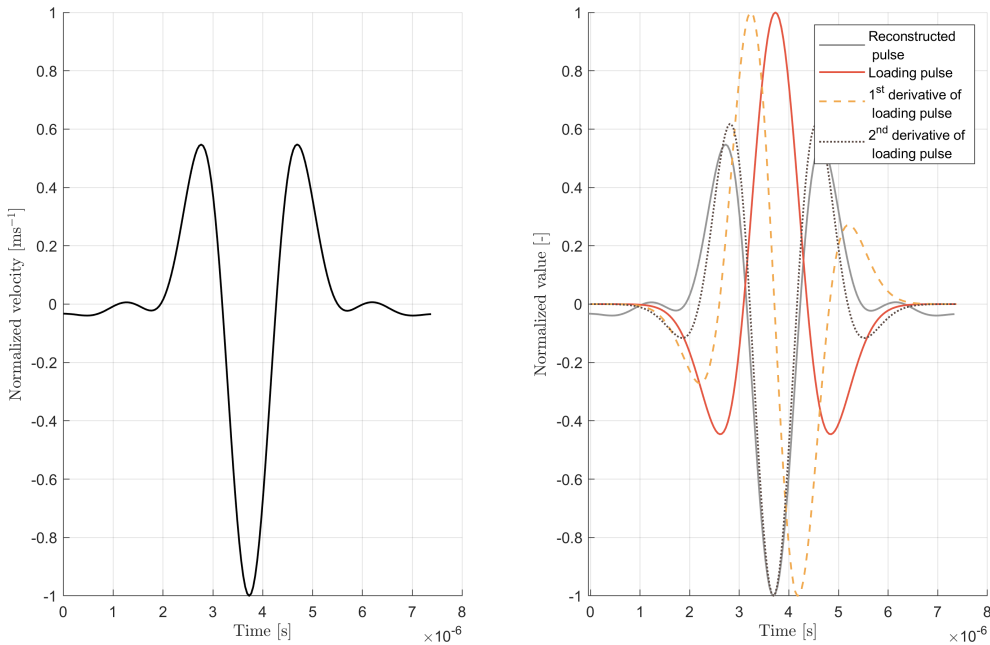 1
0.8
0.6
0.4
0.2
0
-0.2
-0.4
-0.6
-0.8
-1
Normalized velocity [ms⁻¹]
0 1 2 3 4 5 6 7 8
Time [s]
×10⁻⁶
1
0.8
0.6
0.4
0.2
0
-0.2
-0.4
-0.6
-0.8
-1
Normalized value [-]
0 1 2 3 4 5 6 7 8
Time [s]
×10⁻⁶
Reconstructed
pulse
Loading pulse
1ˢᵗ derivative of
loading pulse
2ⁿᵈ derivative of
loading pulse